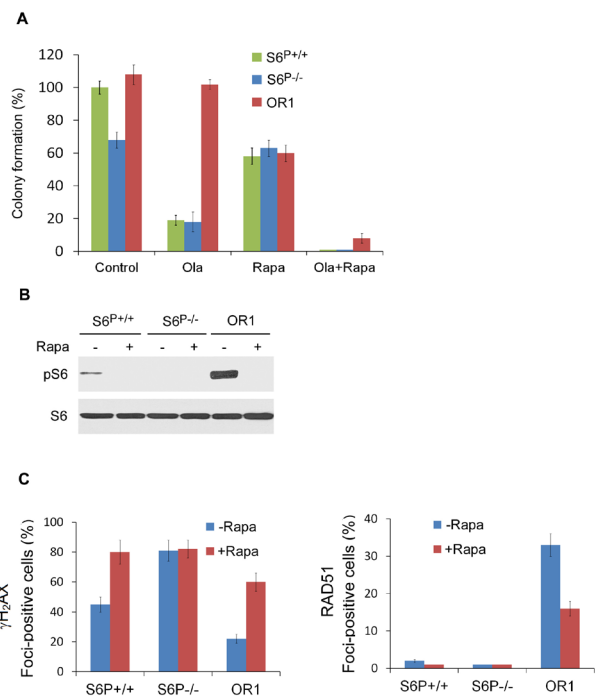 A
Colony formation (%)
120
100
80
60
40
20
0
S6P+/+
S6P-/-
OR1
Control Ola Rapa Ola+Rapa
B
S6P+/+ S6P-/- OR1
Rapa - + - + - +
pS6
S6
C
γH2AX
Foci-positive cells (%)
100
80
60
40
20
0
-Rapa
+Rapa
S6P+/+ S6P-/- OR1
RAD51
Foci-positive cells (%)
40
30
20
10
0
-Rapa
+Rapa
S6P+/+ S6P-/- OR1